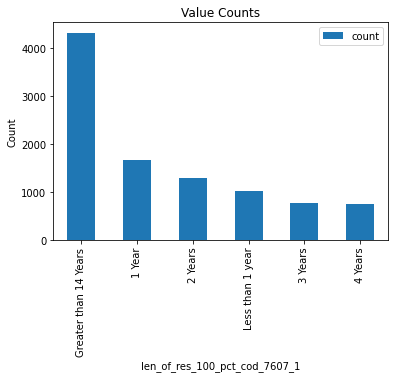 Value Counts
count
Count
4000
3000
2000
1000
0
Greater than 14 Years
1 Year
2 Years
Less than 1 year
3 Years
4 Years
len_of_res_100_pct_cod_7607_1